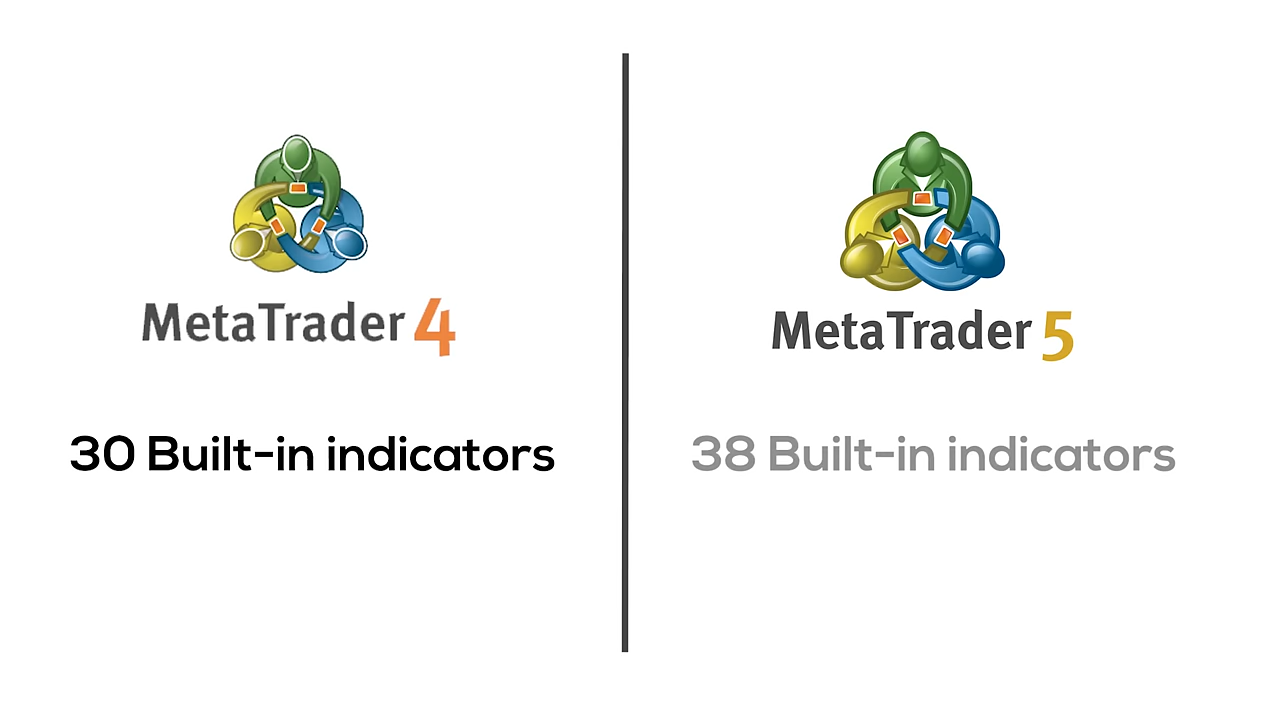 MetaTrader 4
30 Built-in indicators
MetaTrader 5
38 Built-in indicators